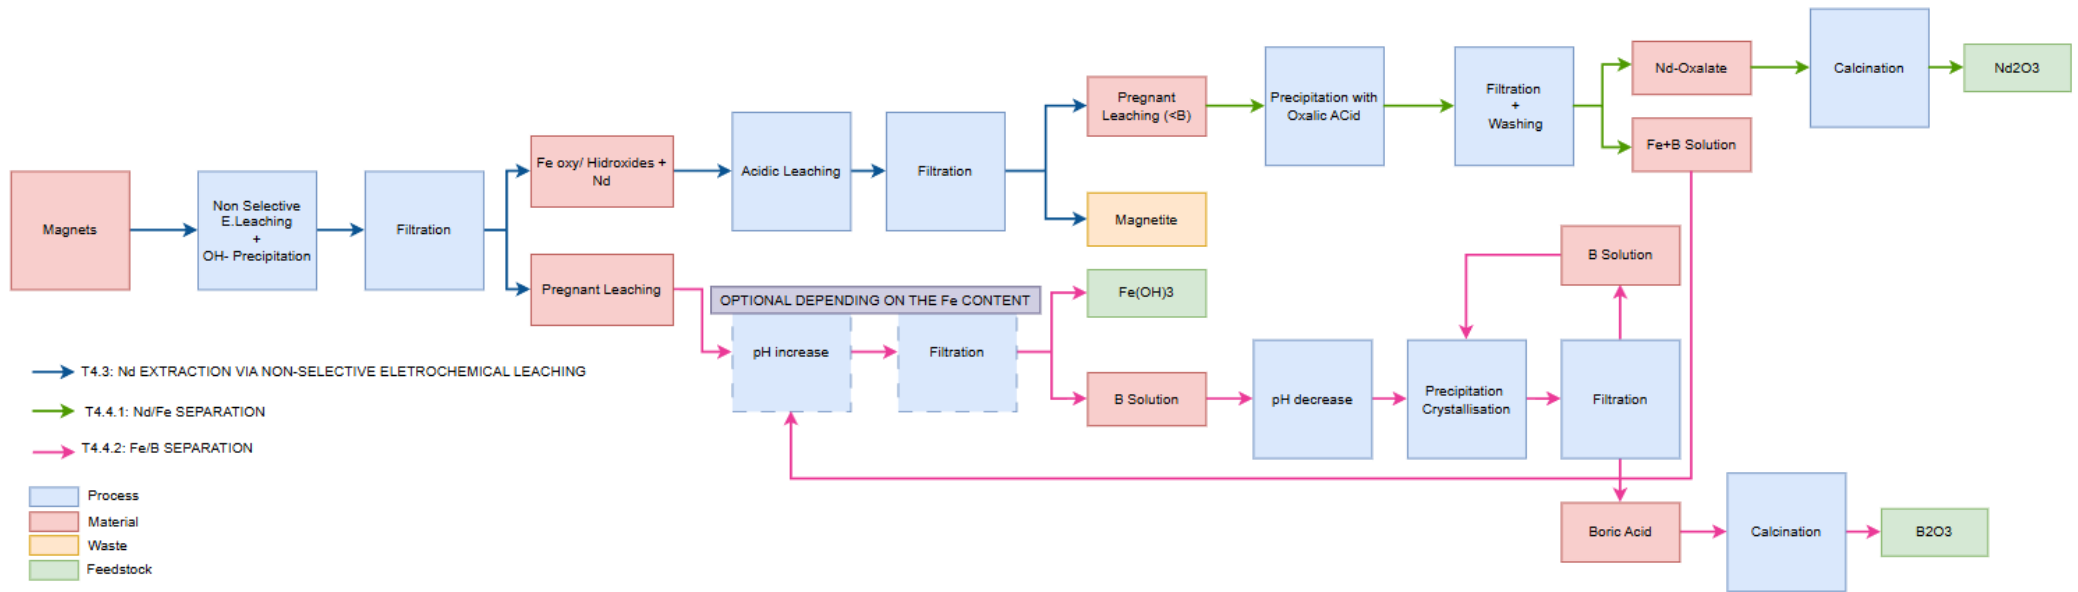 Magnets
Non Selective
E.Leaching
+
OH- Precipitation
Filtration
Fe oxy/ Hidroxides +
Nd
Pregnant Leaching
Acidic Leaching
Filtration
Pregnant
Leaching (<B)
Magnetite
Precipitation with
Oxalic ACid
Filtration
+
Washing
Nd-Oxalate
Fe+B Solution
Calcination
Nd2O3
OPTIONAL DEPENDING ON THE Fe CONTENT
pH increase
Filtration
Fe(OH)3
B Solution
pH decrease
Precipitation
Crystallisation
Filtration
B Solution
Boric Acid
Calcination
B2O3
T4.3: Nd EXTRACTION VIA NON-SELECTIVE ELETROCHEMICAL LEACHING
T4.4.1: Nd/Fe SEPARATION
T4.4.2: Fe/B SEPARATION
Process
Material
Waste
Feedstock